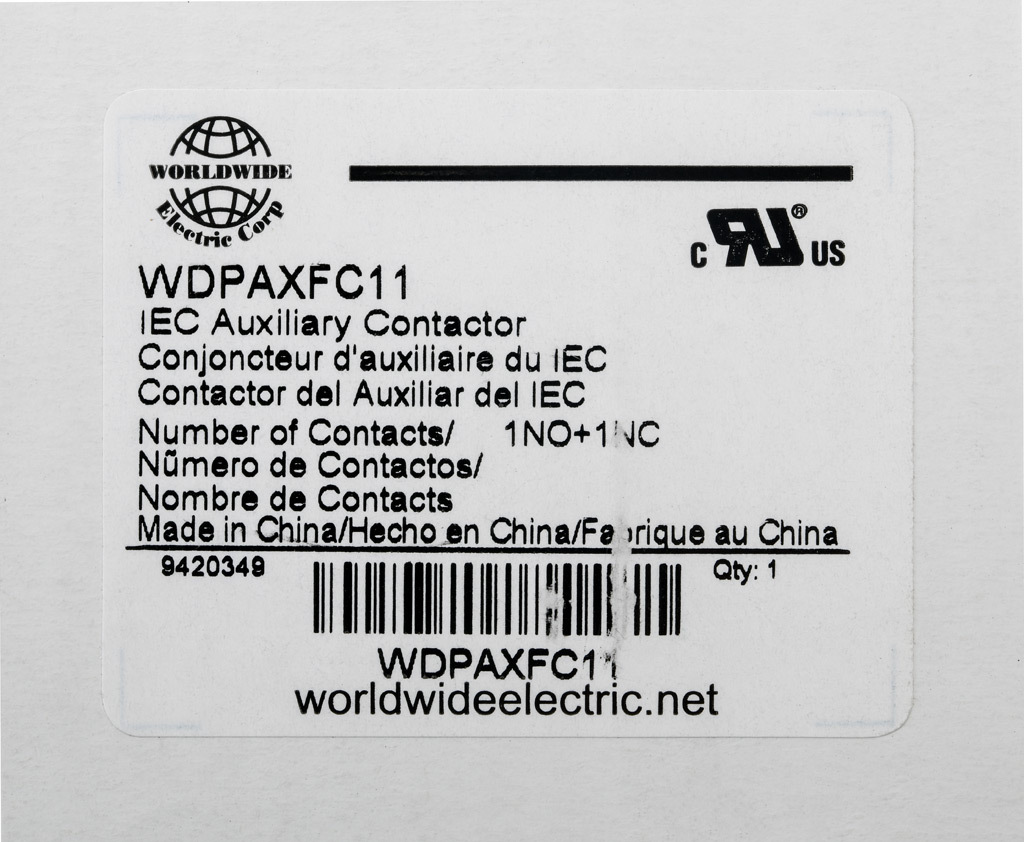 WORLDWIDE
Electric Corp
C RU® US
WDPAXFC11
IEC Auxiliary Contactor
Conjoncteur d'auxiliaire du IEC
Contactor del Auxiliar del IEC
Number of Contacts/ 1NO+1NC
Nũmero de Contactos/
Nombre de Contacts
Made in China/Hecho en China/Fabrique au China
9420349
Qty: 1
WDPAXFC11
worldwideelectric.net